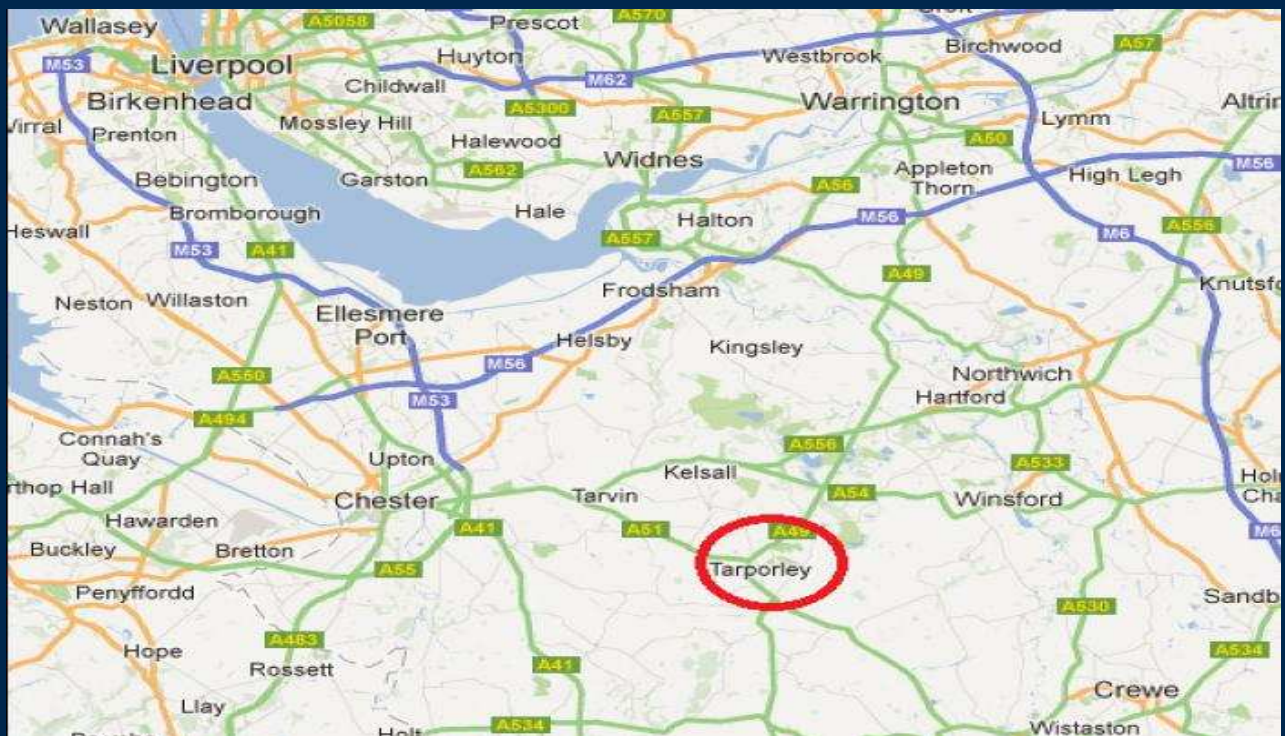 A5058
Prescot
A570
Croft
Wallasey
Birchwood
A57
Huyton
Westbrook
M53
Liverpool
M62
Childwall
Birkenhead
A5300
Warrington
Altrin
Mossley Hill
A557
Lymm
Wirral
Prenton
Halewood
A50
Widnes
M56
Bebington
Garston
A562
A56
Appleton
Thorn
High Legh
Bromborough
Hale
Halton
M56
Heswall
A557
A556
M53
A41
M6
A49
Neston
Willaston
Frodsham
Knutsfo
Ellesmere
Port
Helsby
Kingsley
M56
A550
Northwich
M53
Hartford
A494
Connah's
Quay
A556
Upton
Kelsall
A533
rthop Hall
Chester
Tarvin
A54
Winsford
Hol
Cha
Hawarden
A41
A51
A49
M6
Buckley
Bretton
A55
Tarporley
Penyffordd
A530
Sandb
A483
Hope
Rossett
A41
A534
Crewe
Llay
A534
Wistaston
Holt